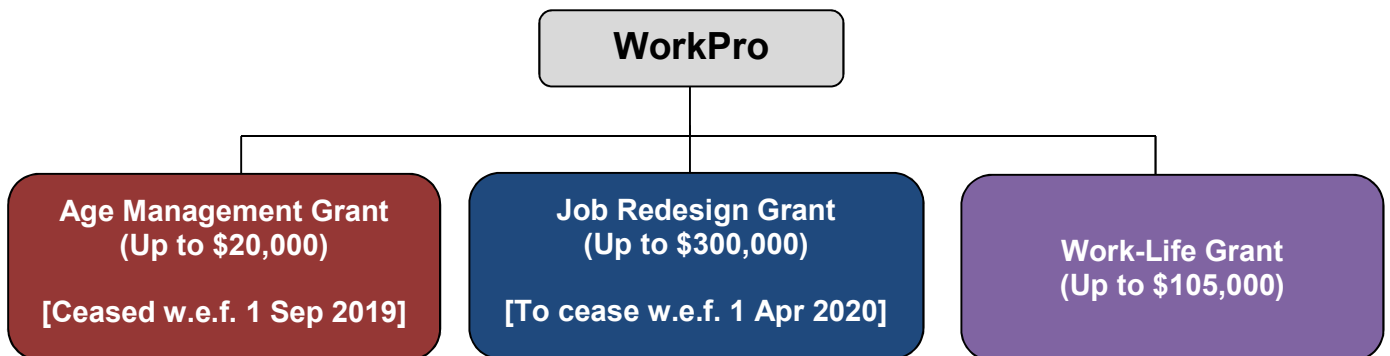 WorkPro
Age Management Grant
(Up to $20,000)
[Ceased w.e.f. 1 Sep 2019]
Job Redesign Grant
(Up to $300,000)
[To cease w.e.f. 1 Apr 2020]
Work-Life Grant
(Up to $105,000)